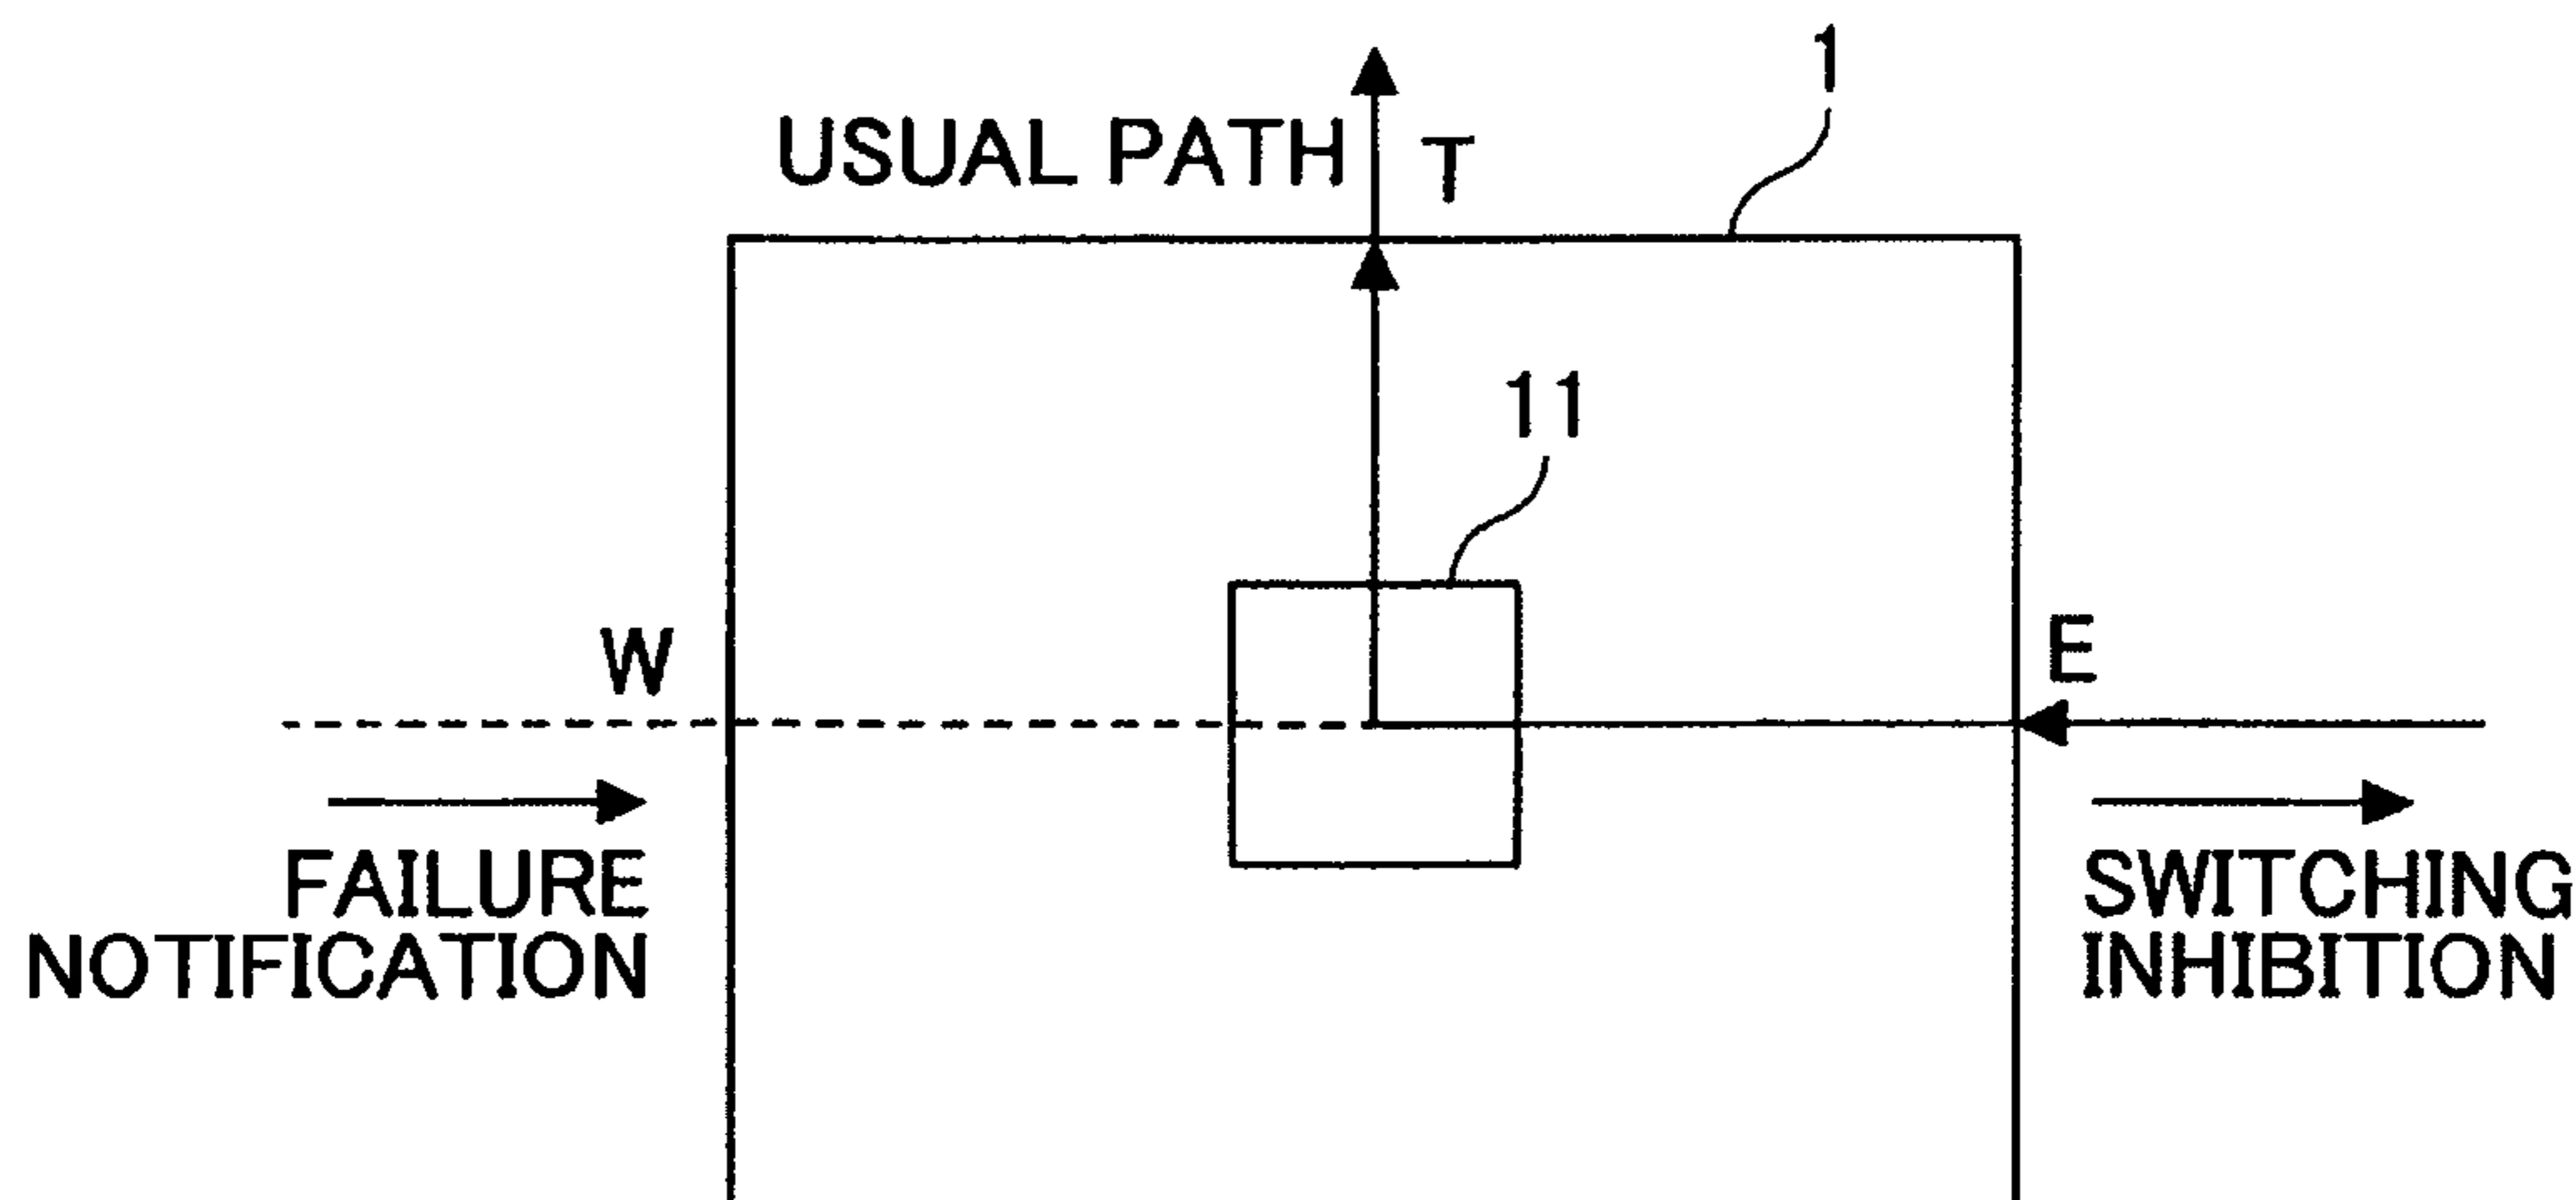 1
USUAL PATH
T
11
W
E
FAILURE
NOTIFICATION
SWITCHING
INHIBITION